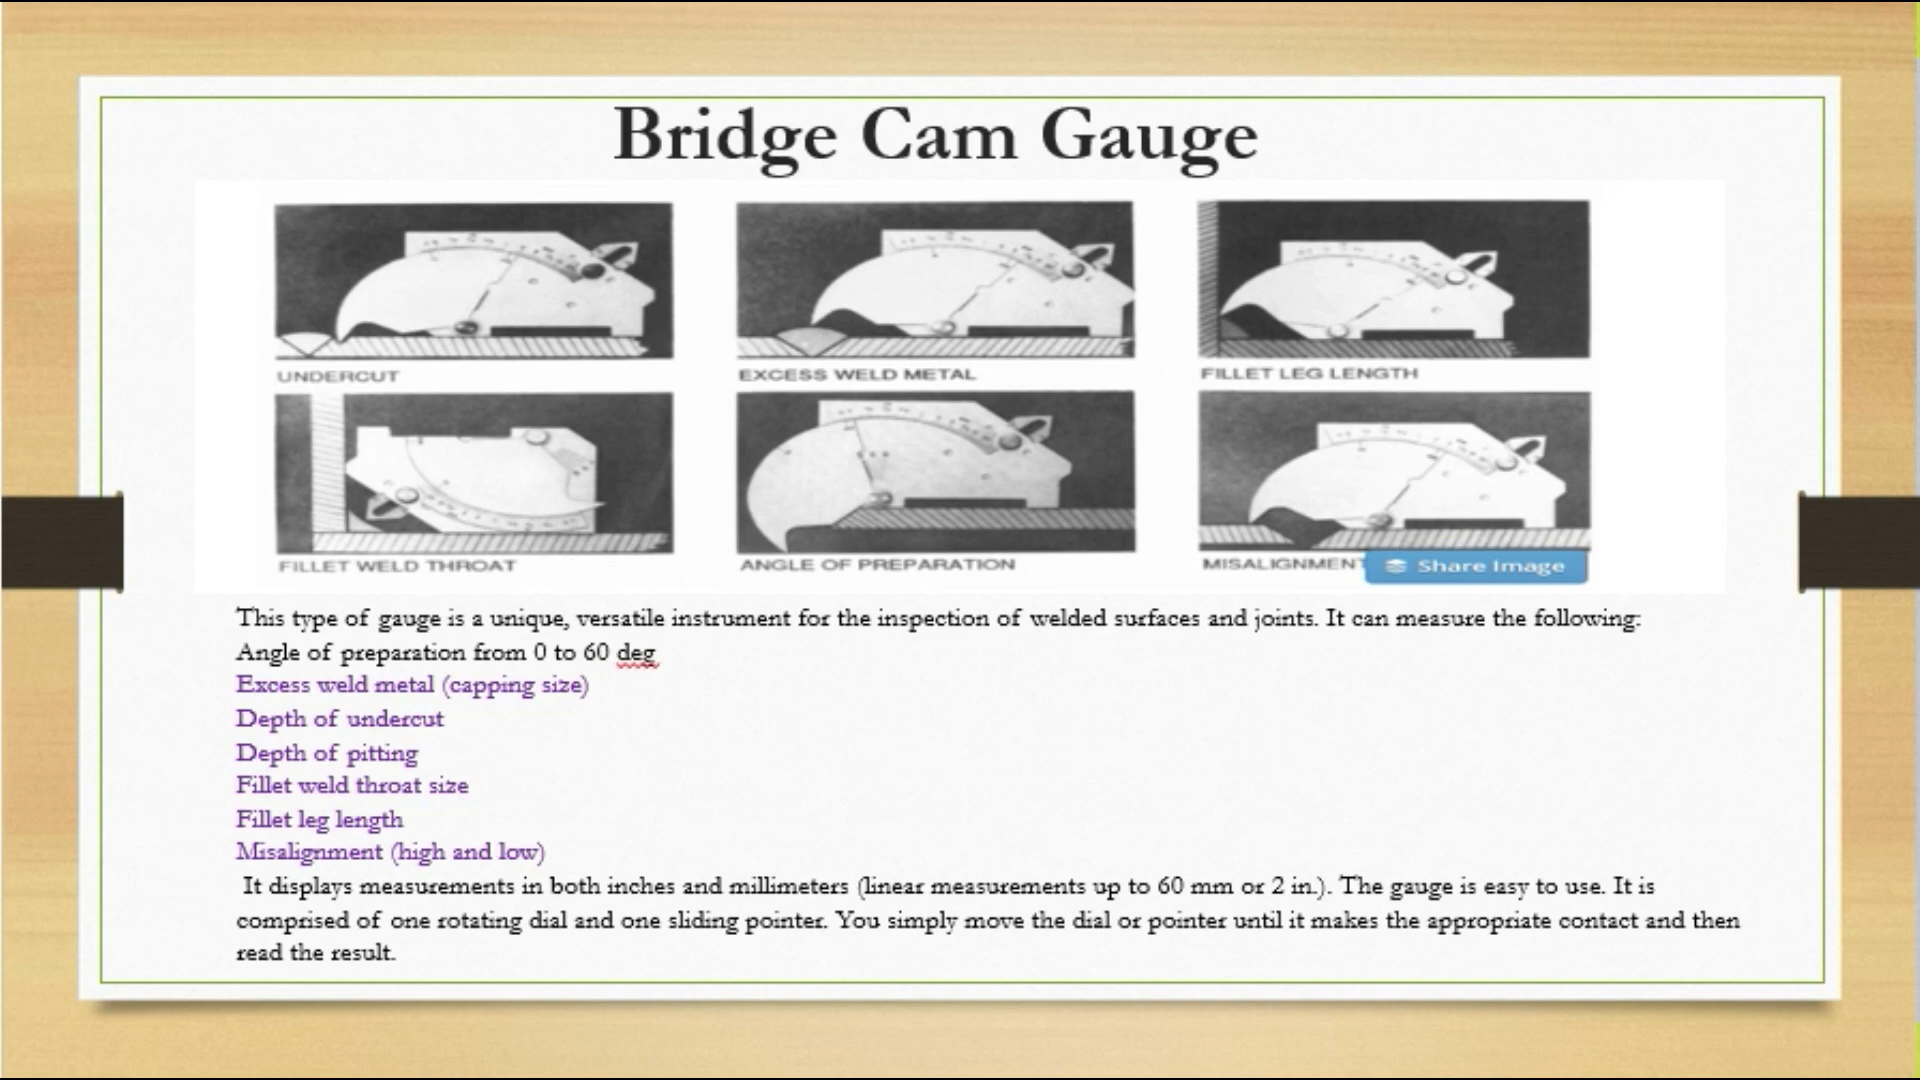 Bridge Cam Gauge
UNDERCUT
EXCESS WELD METAL
FILLET LEG LENGTH
FILLET WELD THROAT
ANGLE OF PREPARATION
MISALIGNMENT
Share Image
This type of gauge is a unique, versatile instrument for the inspection of welded surfaces and joints. It can measure the following:
Angle of preparation from 0 to 60 deg
Excess weld metal (capping size)
Depth of undercut
Depth of pitting
Fillet weld throat size
Fillet leg length
Misalignment (high and low)
It displays measurements in both inches and millimeters (linear measurements up to 60 mm or 2 in.). The gauge is easy to use. It is
comprised of one rotating dial and one sliding pointer. You simply move the dial or pointer until it makes the appropriate contact and then
read the result.